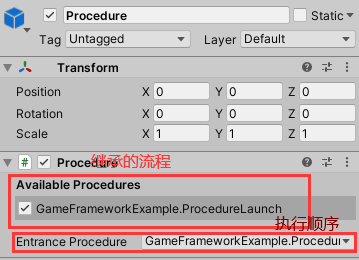 Procedure
Static
Tag Untagged Layer Default
Transform
Position X 0 Y 0 Z 0
Rotation X 0 Y 0 Z 0
Scale X 1 Y 1 Z 1
# Procedure
继承的流程
Available Procedures
GameFrameworkExample.ProcedureLaunch
执行顺序
Entrance Procedure GameFrameworkExample.Procedur